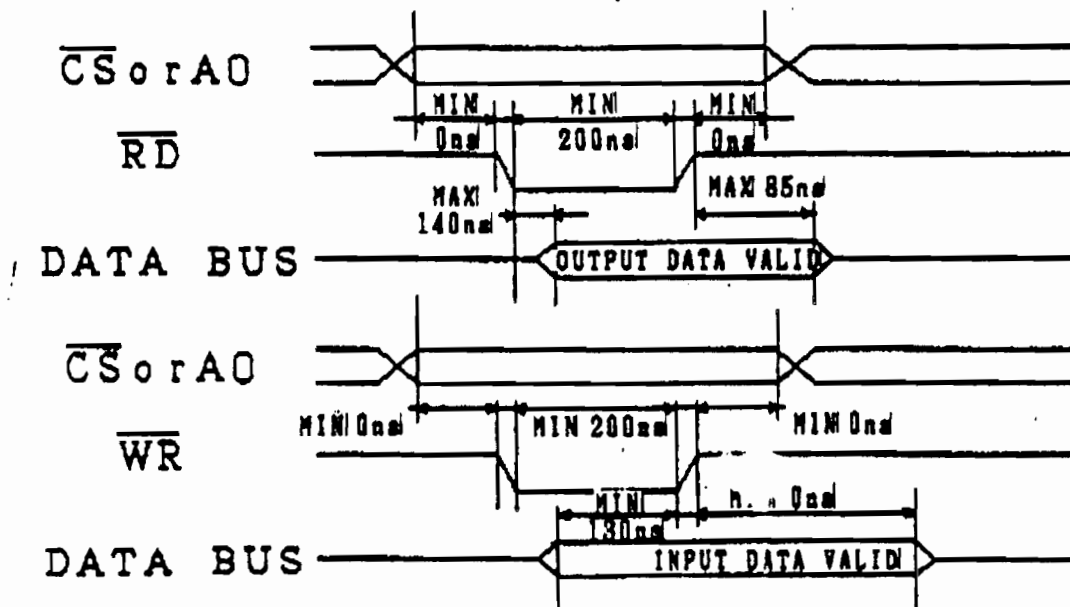 CSorA0
MIN MIN MIN
0ns 200ns 0ns
RD
MAX MAX 85ns
140ns
DATA BUS OUTPUT DATA VALID
CSorA0
MIN 0ns MIN 200ns MIN 0ns
WR
MIN 0ns
130ns
DATA BUS INPUT DATA VALID